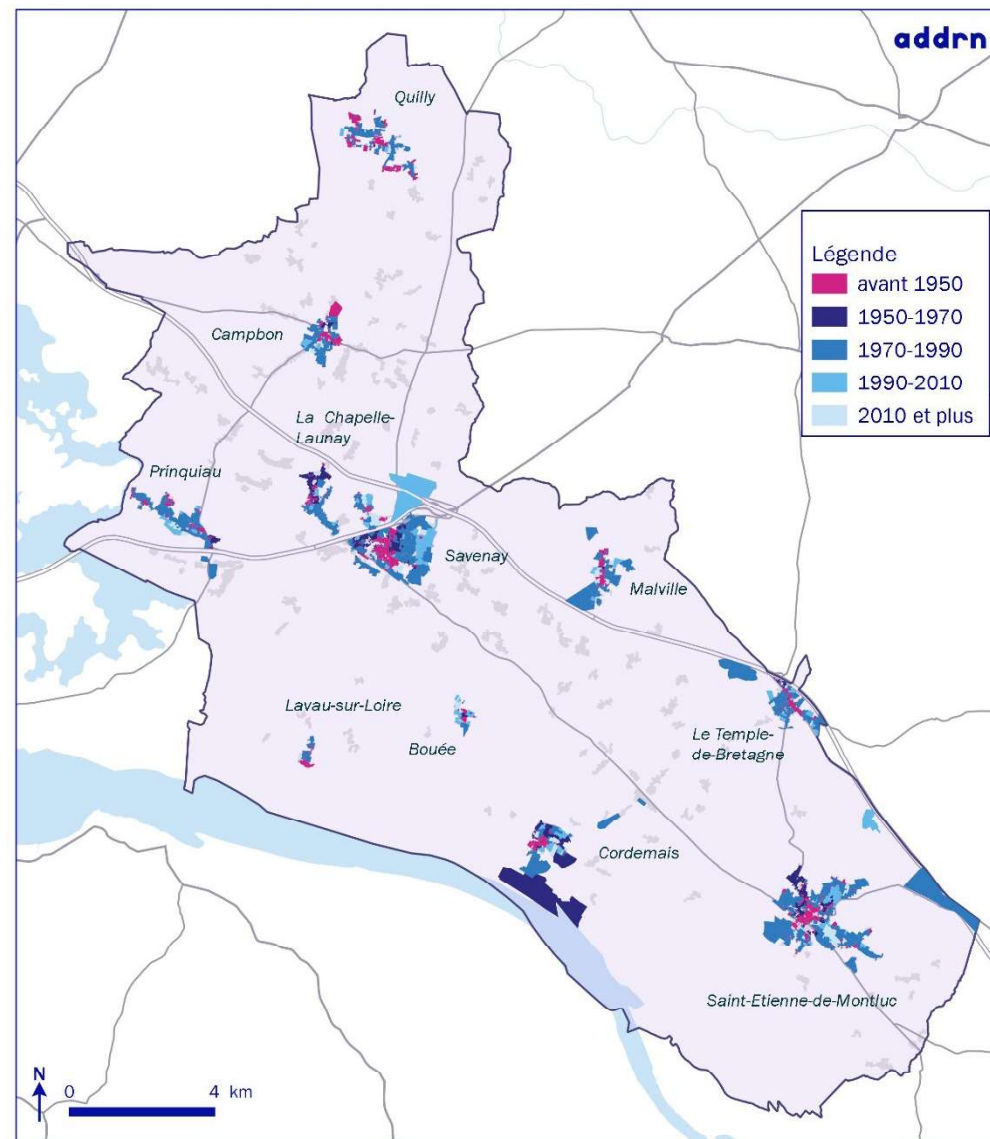 addrn
Quilly
Légende
avant 1950
1950-1970
1970-1990
1990-2010
2010 et plus
Campbon
La Chapelle-
Launay
Prinquiau
Savenay
Malville
Lavau-sur-Loire
Bouée
Le Temple-
de-Bretagne
Cordemais
Saint-Etienne-de-Montluc
N
0 4 km